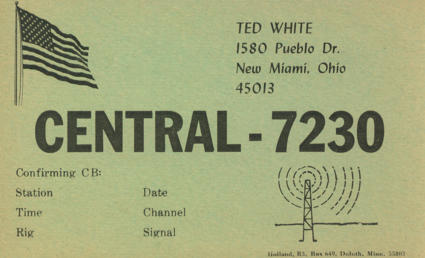 TED WHITE
1580 Pueblo Dr.
New Miami, Ohio
45013
CENTRAL - 7230
Confirming CB:
Station Date
Time Channel
Rig Signal
Holland, R3, Box 649, Duluth, Minn. 55803